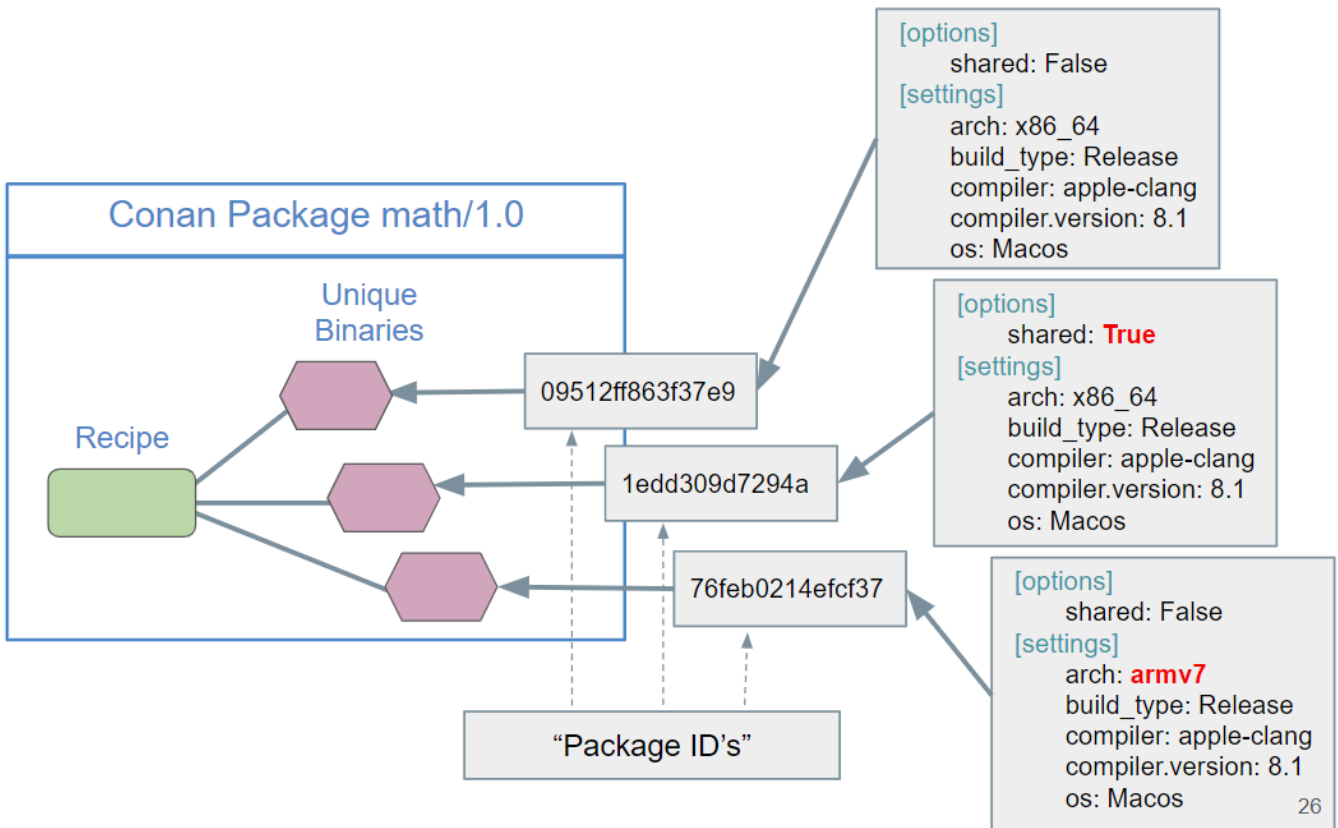 [options]
shared: False
[settings]
arch: x86_64
build_type: Release
compiler: apple-clang
compiler.version: 8.1
os: Macos
Conan Package math/1.0
Unique
Binaries
Recipe
09512ff863f37e9
1edd309d7294a
76feb0214efcf37
[options]
shared: True
[settings]
arch: x86_64
build_type: Release
compiler: apple-clang
compiler.version: 8.1
os: Macos
[options]
shared: False
[settings]
arch: armv7
build_type: Release
compiler: apple-clang
compiler.version: 8.1
os: Macos
“Package ID’s”
26